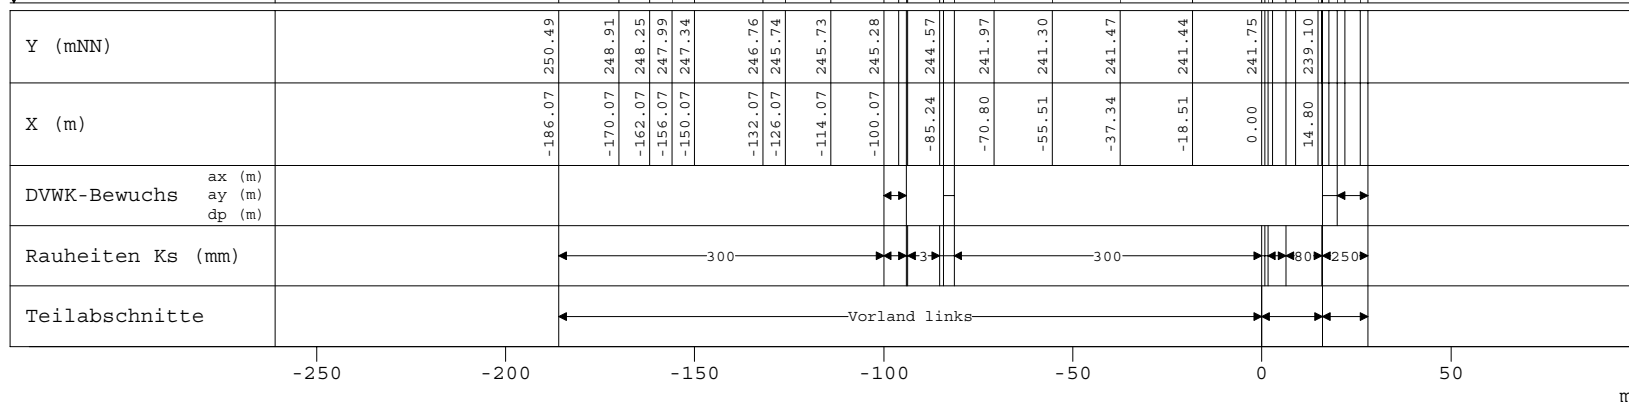 Y (mNN)
250.49 248.91 248.25 247.99 247.34 246.76 245.74 245.73 245.28 244.57 241.97 241.30 241.47 241.44 241.75 239.10
X (m)
-186.07 -170.07 -162.07 -156.07 -150.07 -132.07 -126.07 -114.07 -100.07 -85.24 -70.80 -55.51 -37.34 -18.51 0.00 14.80
DVWK-Bewuchs
ax (m)
ay (m)
dp (m)
Rauheiten Ks (mm) 300 3 300 80 250
Teilabschnitte Vorland links
-250 -200 -150 -100 -50 0 50
m